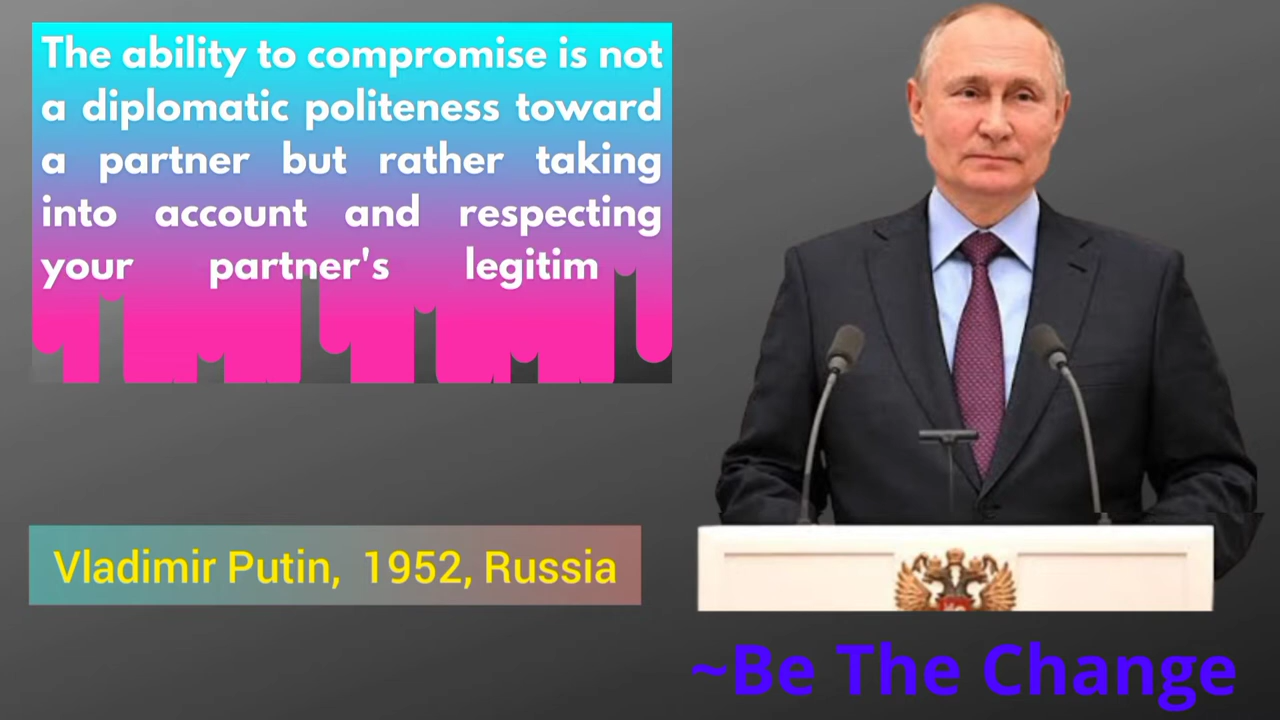 The ability to compromise is not
a diplomatic politeness toward
a partner but rather taking
into account and respecting
your partner's legitim
Vladimir Putin,  1952, Russia
~Be The Change